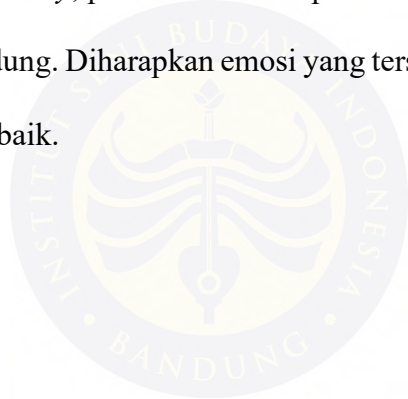 dung. Diharapkan emosi yang ters
baik.
INSTITUT SENI BUDAYA INDONESIA
BANDUNG